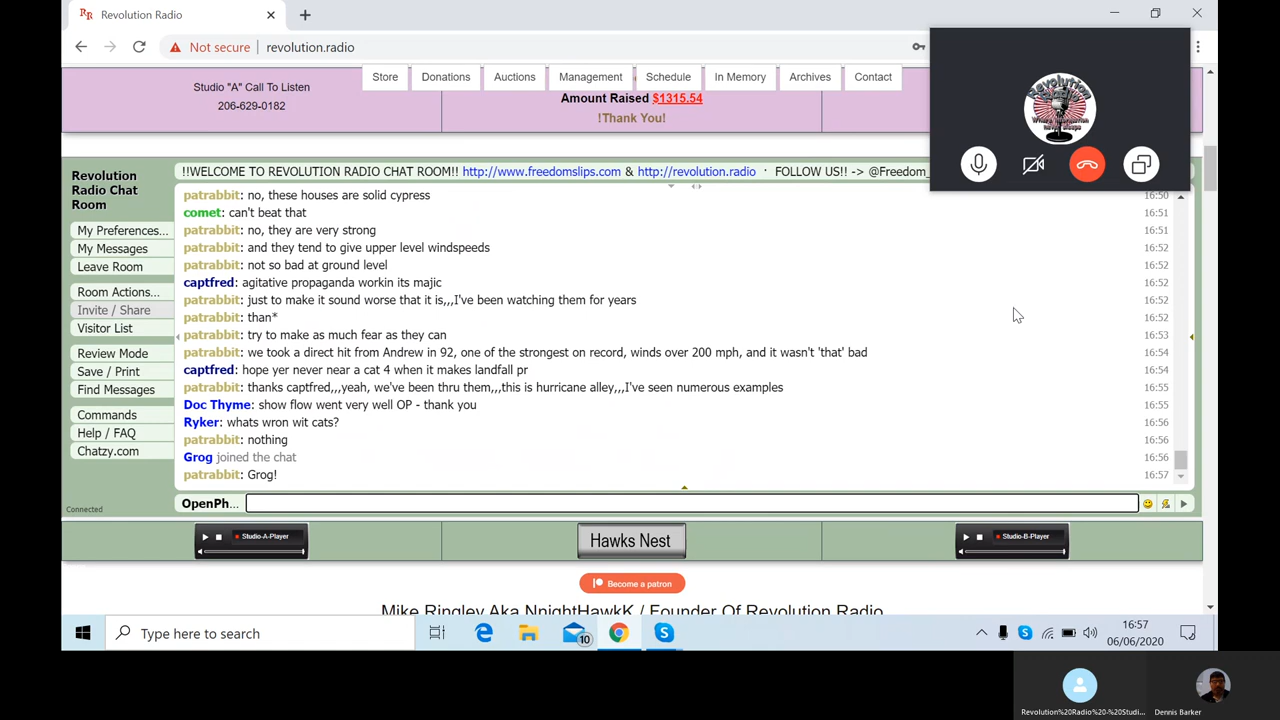 Revolution Radio
Not secure revolution.radio
Store Donations Auctions Management Schedule In Memory Archives Contact
Studio "A" Call To Listen
206-629-0182
Amount Raised $1315.54
!Thank You!
Revolution
Radio Chat
Room
My Preferences...
My Messages
Leave Room
Room Actions...
Invite / Share
Visitor List
Review Mode
Save / Print
Find Messages
Commands
Help / FAQ
Chatzy.com
Connected
!!WELCOME TO REVOLUTION RADIO CHAT ROOM!! http://www.freedomslips.com & http://revolution.radio · FOLLOW US!! -> @Freedom_
patrabbit: no, these houses are solid cypress 16:50
comet: can't beat that 16:51
patrabbit: no, they are very strong 16:51
patrabbit: and they tend to give upper level windspeeds 16:52
patrabbit: not so bad at ground level 16:52
captfred: agitative propaganda workin its majic 16:52
patrabbit: just to make it sound worse that it is,,,I've been watching them for years 16:52
patrabbit: than* 16:52
patrabbit: try to make as much fear as they can 16:53
patrabbit: we took a direct hit from Andrew in 92, one of the strongest on record, winds over 200 mph, and it wasn't 'that' bad 16:54
captfred: hope yer never near a cat 4 when it makes landfall pr 16:54
patrabbit: thanks captfred,,,yeah, we've been thru them,,,this is hurricane alley,,,I've seen numerous examples 16:55
Doc Thyme: show flow went very well OP - thank you 16:55
Ryker: whats wron wit cats? 16:56
patrabbit: nothing 16:56
Grog joined the chat 16:56
patrabbit: Grog! 16:57
OpenPh...
Studio-A-Player
Hawks Nest
Studio-B-Player
Become a patron
Mike Ringley Aka NnightHawkK / Founder Of Revolution Radio
Type here to search
10
16:57
06/06/2020
Revolution%20Radio%20-%20Studi...
Dennis Barker